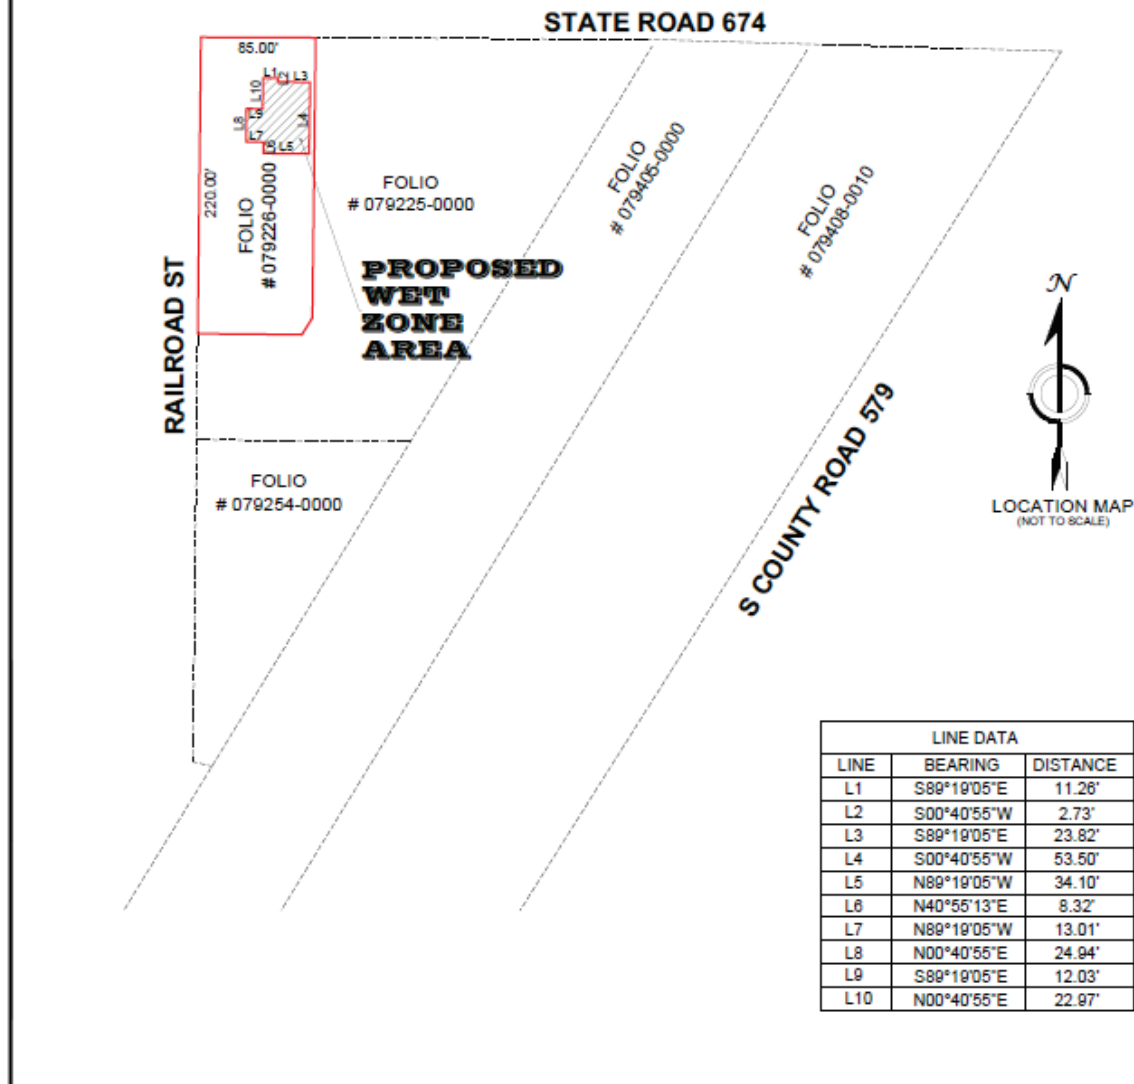 STATE ROAD 674
85.00'
L1
L2
L3
L10
L9
L8
L4
L7
L5
220.00'
FOLIO
# 079226-0000
FOLIO
# 079225-0000
FOLIO
# 079405-0000
FOLIO
# 079408-0010
RAILROAD ST
PROPOSED
WET
ZONE
AREA
N
S COUNTY ROAD 579
FOLIO
# 079254-0000
LOCATION MAP
(NOT TO SCALE)
LINE DATA
LINE BEARING DISTANCE
L1 S89°19'05"E 11.26'
L2 S00°40'55"W 2.73'
L3 S89°19'05"E 23.82'
L4 S00°40'55"W 53.50'
L5 N89°19'05"W 34.10'
L6 N40°55'13"E 8.32'
L7 N89°19'05"W 13.01'
L8 N00°40'55"E 24.94'
L9 S89°19'05"E 12.03'
L10 N00°40'55"E 22.97'